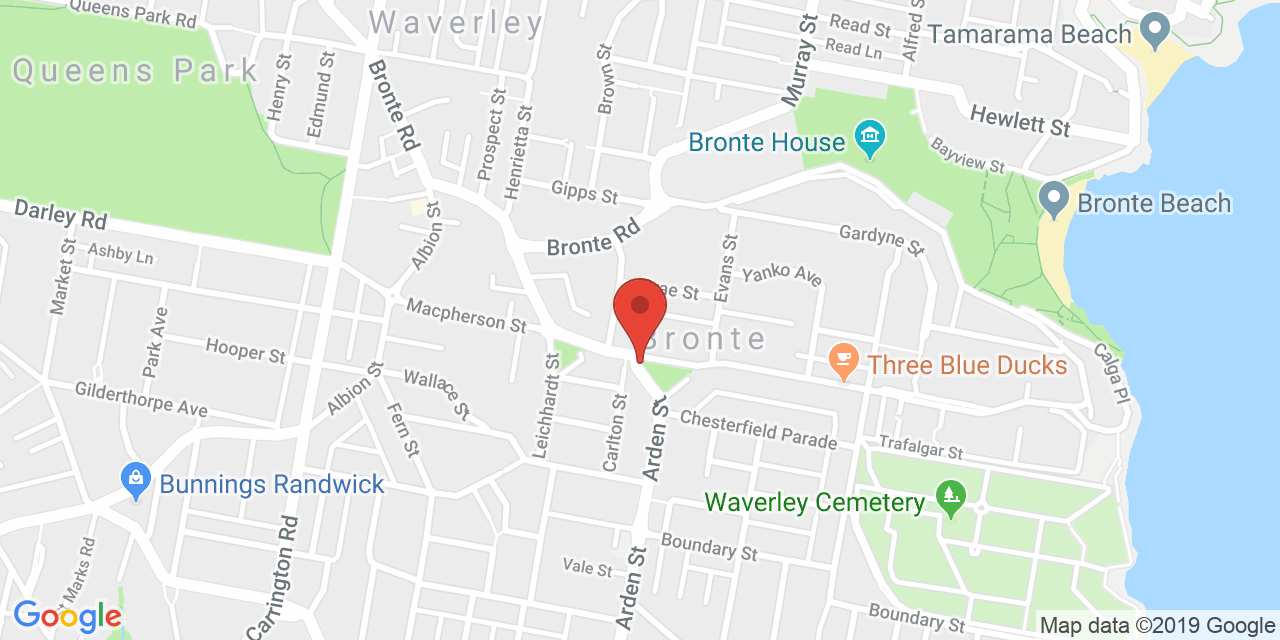 Queens Park Rd
Waverley
Read St
Read Ln
Alfred St
Tamarama Beach
Murray St
Queens Park
Henry St
Edmund St
Bronte Rd
Brown St
Prospect St
Henrietta St
Hewlett St
Bronte House
Bayview St
Gipps St
Bronte Beach
Darley Rd
Albion St
Ashby Ln
Market St
Bronte Rd
Gardyne St
Evans St
Yanko Ave
Macpherson St
Park Ave
Hooper St
Bronte
Three Blue Ducks
Calga Pl
Gilderthorpe Ave
Albion St
Wallace St
Fern St
Leichhardt St
Carlton St
Arden St
Chesterfield Parade
Trafalgar St
Bunnings Randwick
Waverley Cemetery
Carrington Rd
Boundary St
Vale St
Arden St
Marks Rd
Boundary St
Google
Map data ©2019 Google